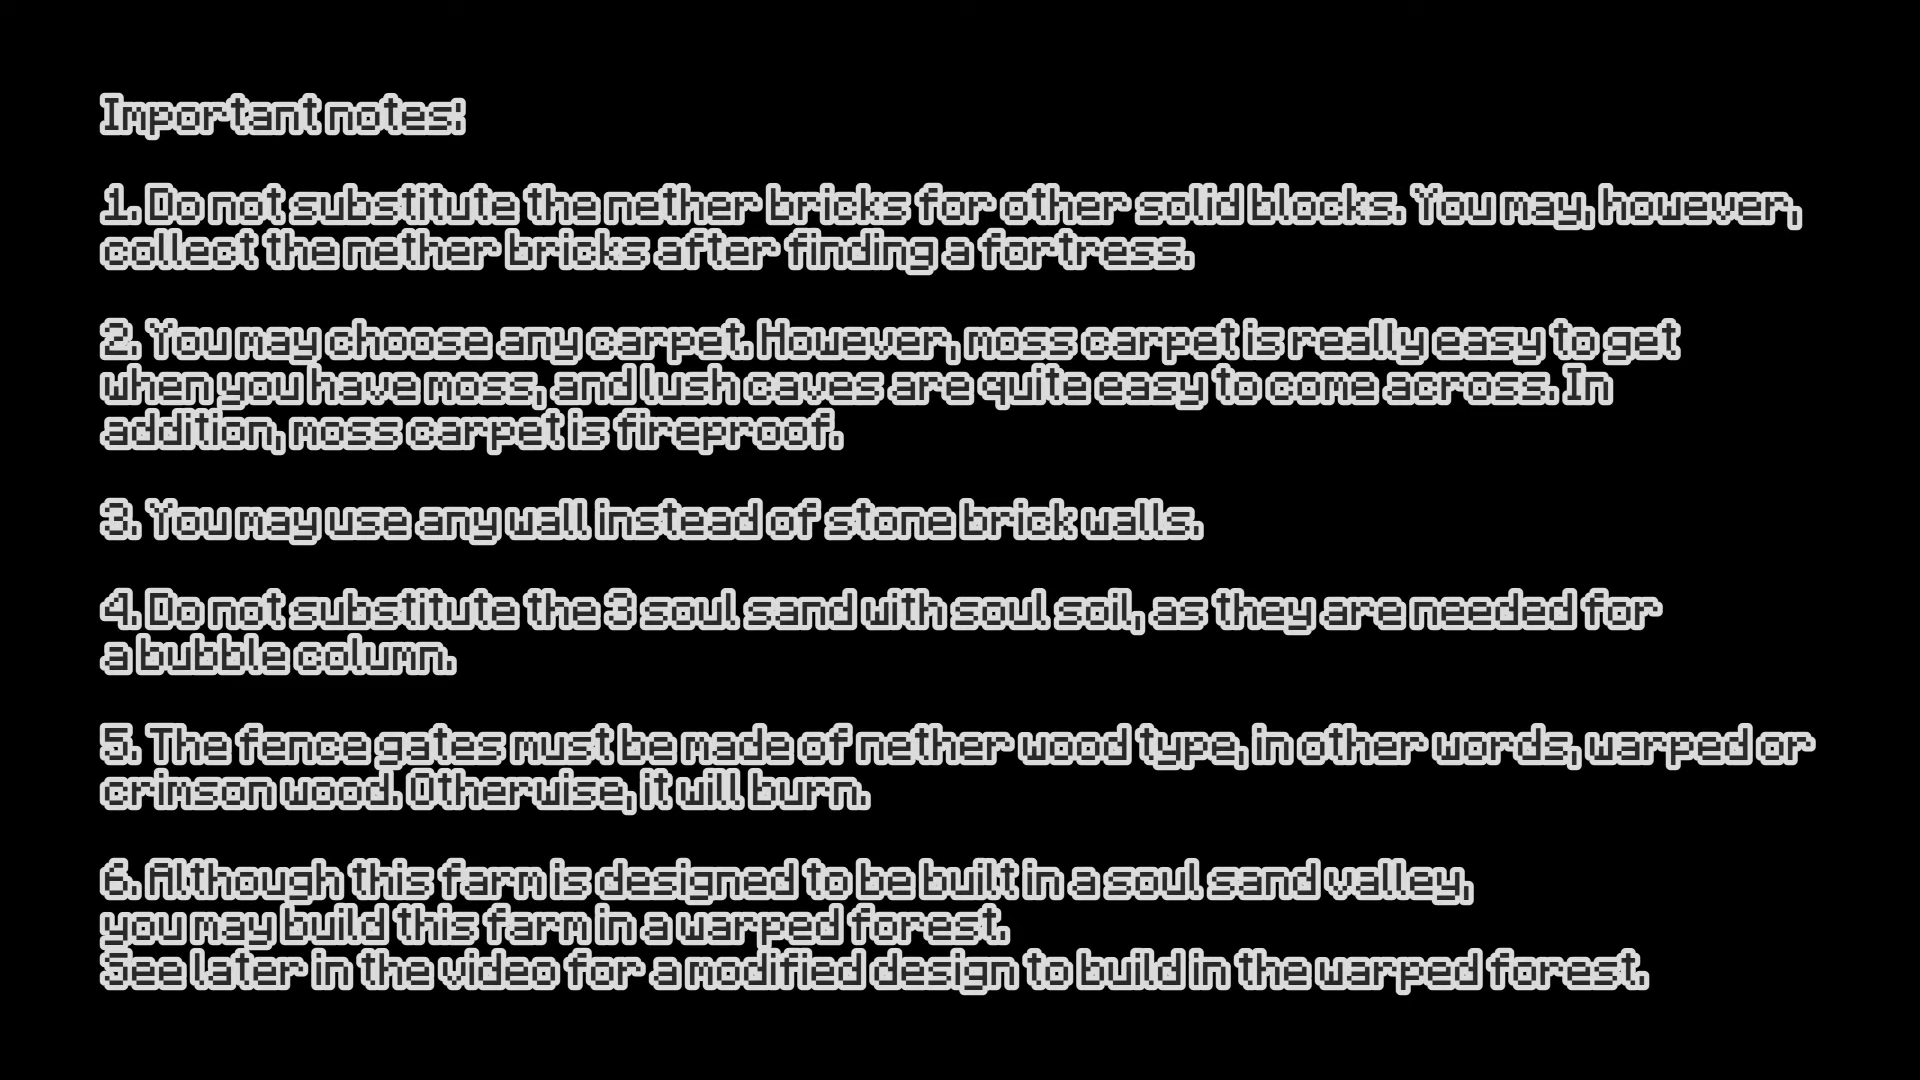 Important notes:
1. Do not substitute the nether bricks for other solid blocks. You may, however,
collect the nether bricks after finding a fortress.
2. You may choose any carpet. However, moss carpet is really easy to get
when you have moss, and lush caves are quite easy to come across. In
addition, moss carpet is fireproof.
3. You may use any wall instead of stone brick walls.
4. Do not substitute the 3 soul sand with soul soil, as they are needed for
a bubble column.
5. The fence gates must be made of nether wood type, in other words, warped or
crimson wood. Otherwise, it will burn.
6. Although this farm is designed to be built in a soul sand valley,
you may build this farm in a warped forest.
See later in the video for a modified design to build in the warped forest.